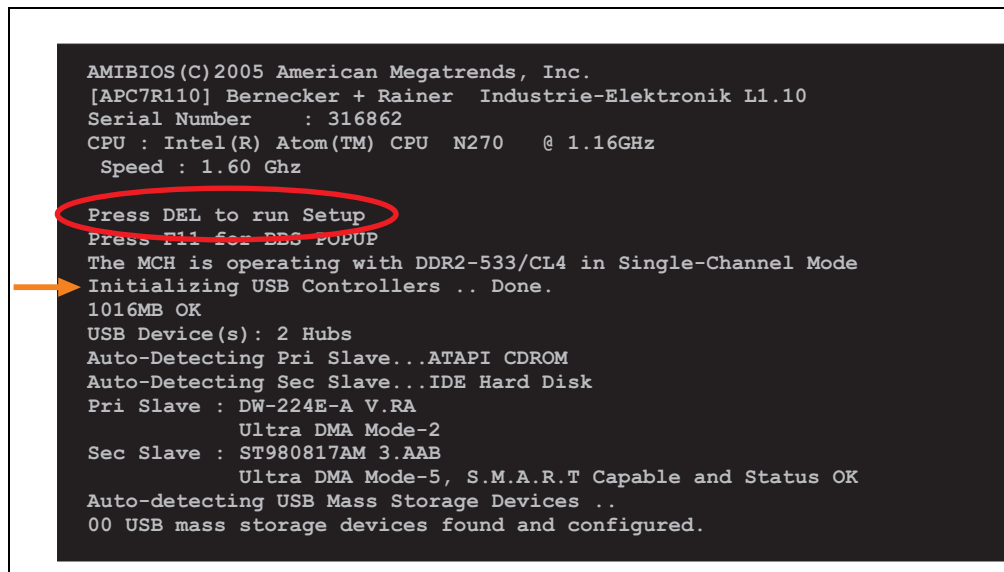 AMIBIOS(C)2005 American Megatrends, Inc.
[APC7R110] Bernecker + Rainer  Industrie-Elektronik L1.10
Serial Number    : 316862
CPU : Intel(R) Atom(TM) CPU  N270   @ 1.16GHz
 Speed : 1.60 Ghz
Press DEL to run Setup
Press F11 for BBS POPUP
The MCH is operating with DDR2-533/CL4 in Single-Channel Mode
Initializing USB Controllers .. Done.
1016MB OK
USB Device(s): 2 Hubs
Auto-Detecting Pri Slave...ATAPI CDROM
Auto-Detecting Sec Slave...IDE Hard Disk
Pri Slave : DW-224E-A V.RA
            Ultra DMA Mode-2
Sec Slave : ST980817AM 3.AAB
            Ultra DMA Mode-5, S.M.A.R.T Capable and Status OK
Auto-detecting USB Mass Storage Devices ..
00 USB mass storage devices found and configured.